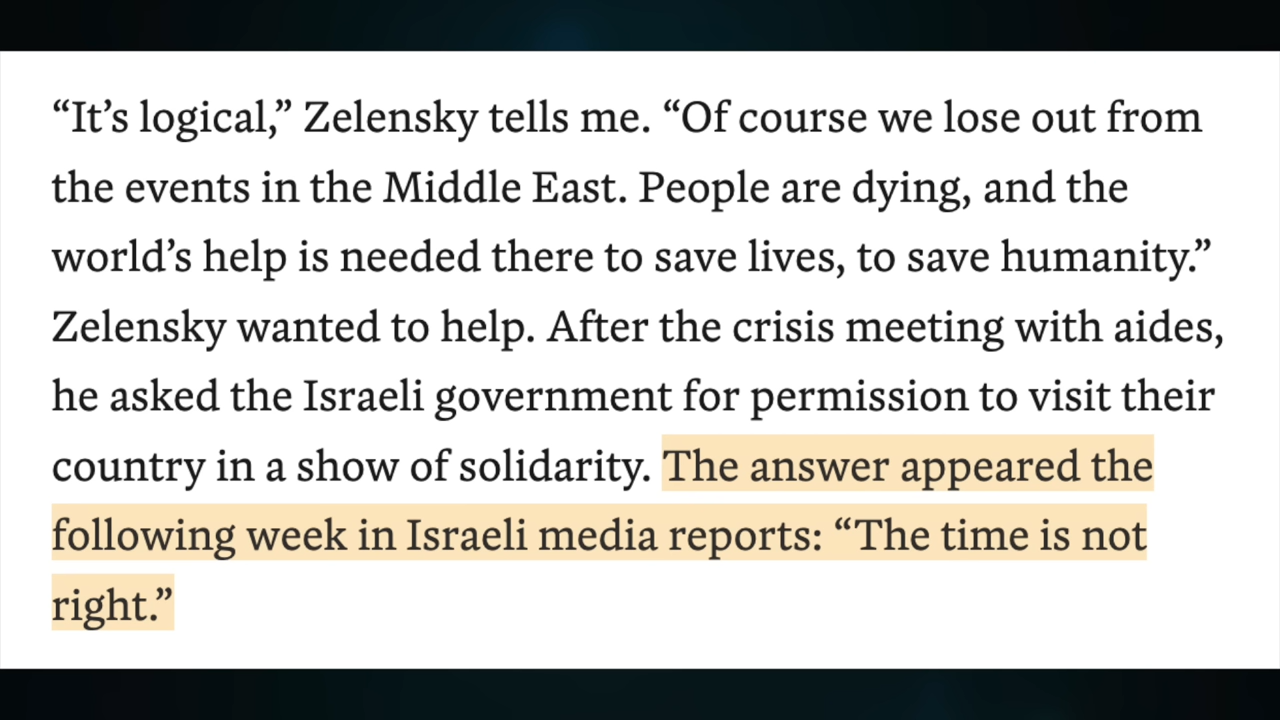 “It’s logical,” Zelensky tells me. “Of course we lose out from
the events in the Middle East. People are dying, and the
world’s help is needed there to save lives, to save humanity.”
Zelensky wanted to help. After the crisis meeting with aides,
he asked the Israeli government for permission to visit their
country in a show of solidarity. The answer appeared the
following week in Israeli media reports: “The time is not
right.”